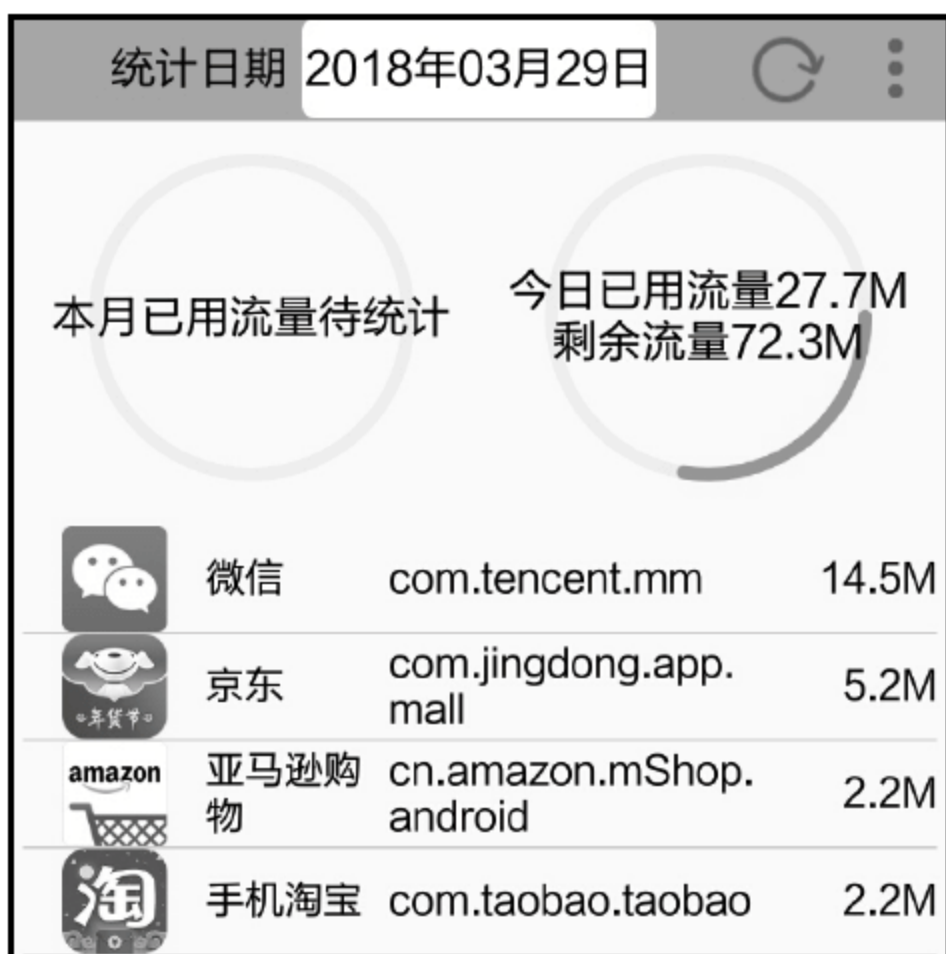 统计日期 2018年03月29日
本月已用流量待统计
今日已用流量27.7M
剩余流量72.3M
微信 com.tencent.mm 14.5M
年货节
京东 com.jingdong.app.
mall 5.2M
amazon
亚马逊购
物 cn.amazon.mShop.
android 2.2M
淘
手机淘宝 com.taobao.taobao 2.2M